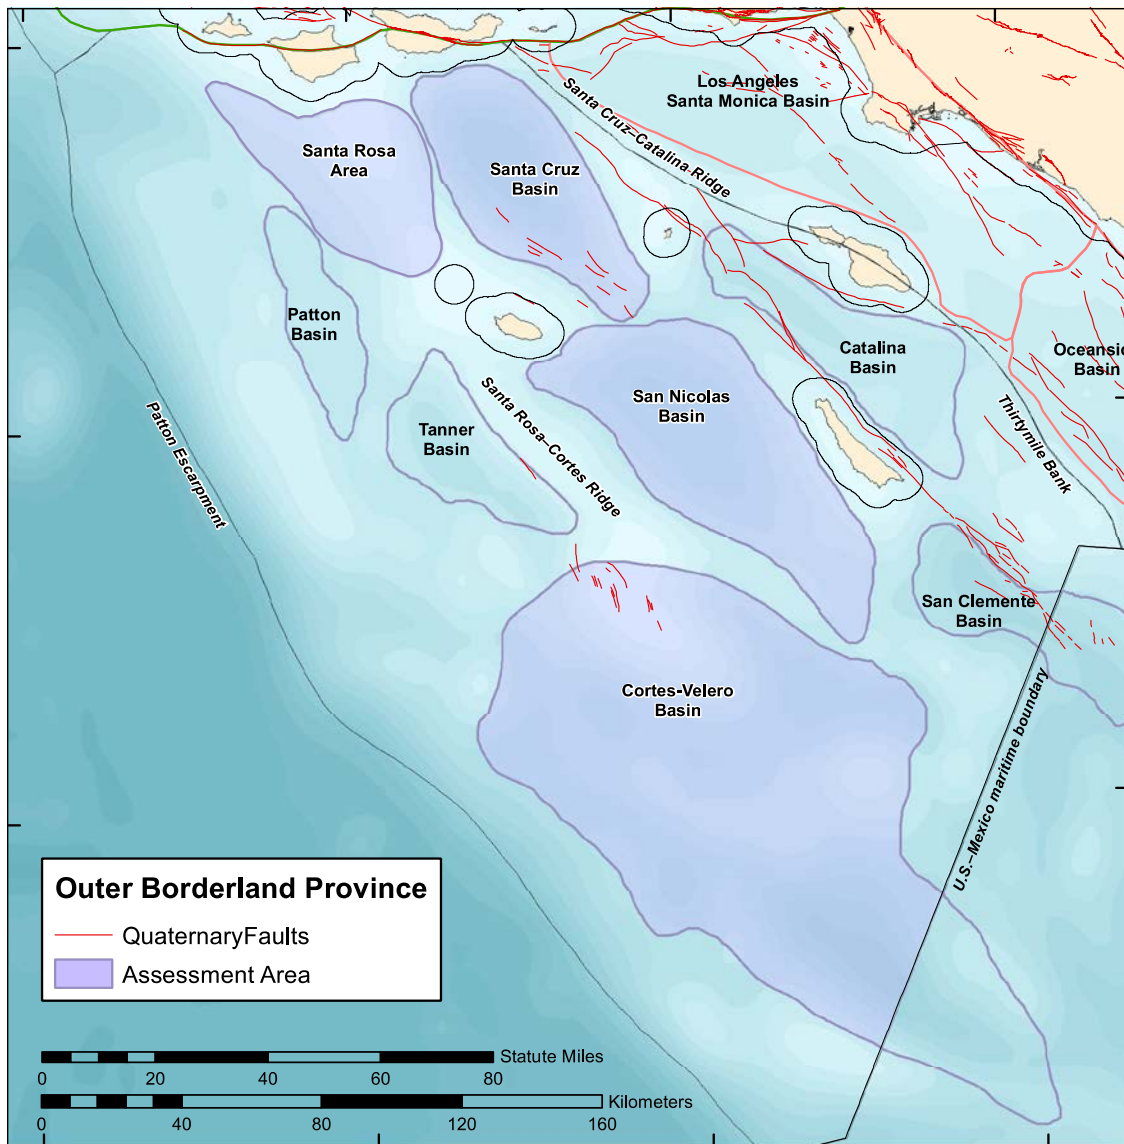 Los Angeles
Santa Monica Basin
Santa Cruz–Catalina Ridge
Santa Rosa
Area
Santa Cruz
Basin
Patton
Basin
Catalina
Basin
Oceansid
Basin
San Nicolas
Basin
Santa Rosa–Cortes Ridge
Tanner
Basin
Thirtymile Bank
Patton Escarpment
San Clemente
Basin
Cortes-Velero
Basin
U.S.–Mexico maritime boundary
Outer Borderland Province
QuaternaryFaults
Assessment Area
Statute Miles
0 20 40 60 80
Kilometers
0 40 80 120 160